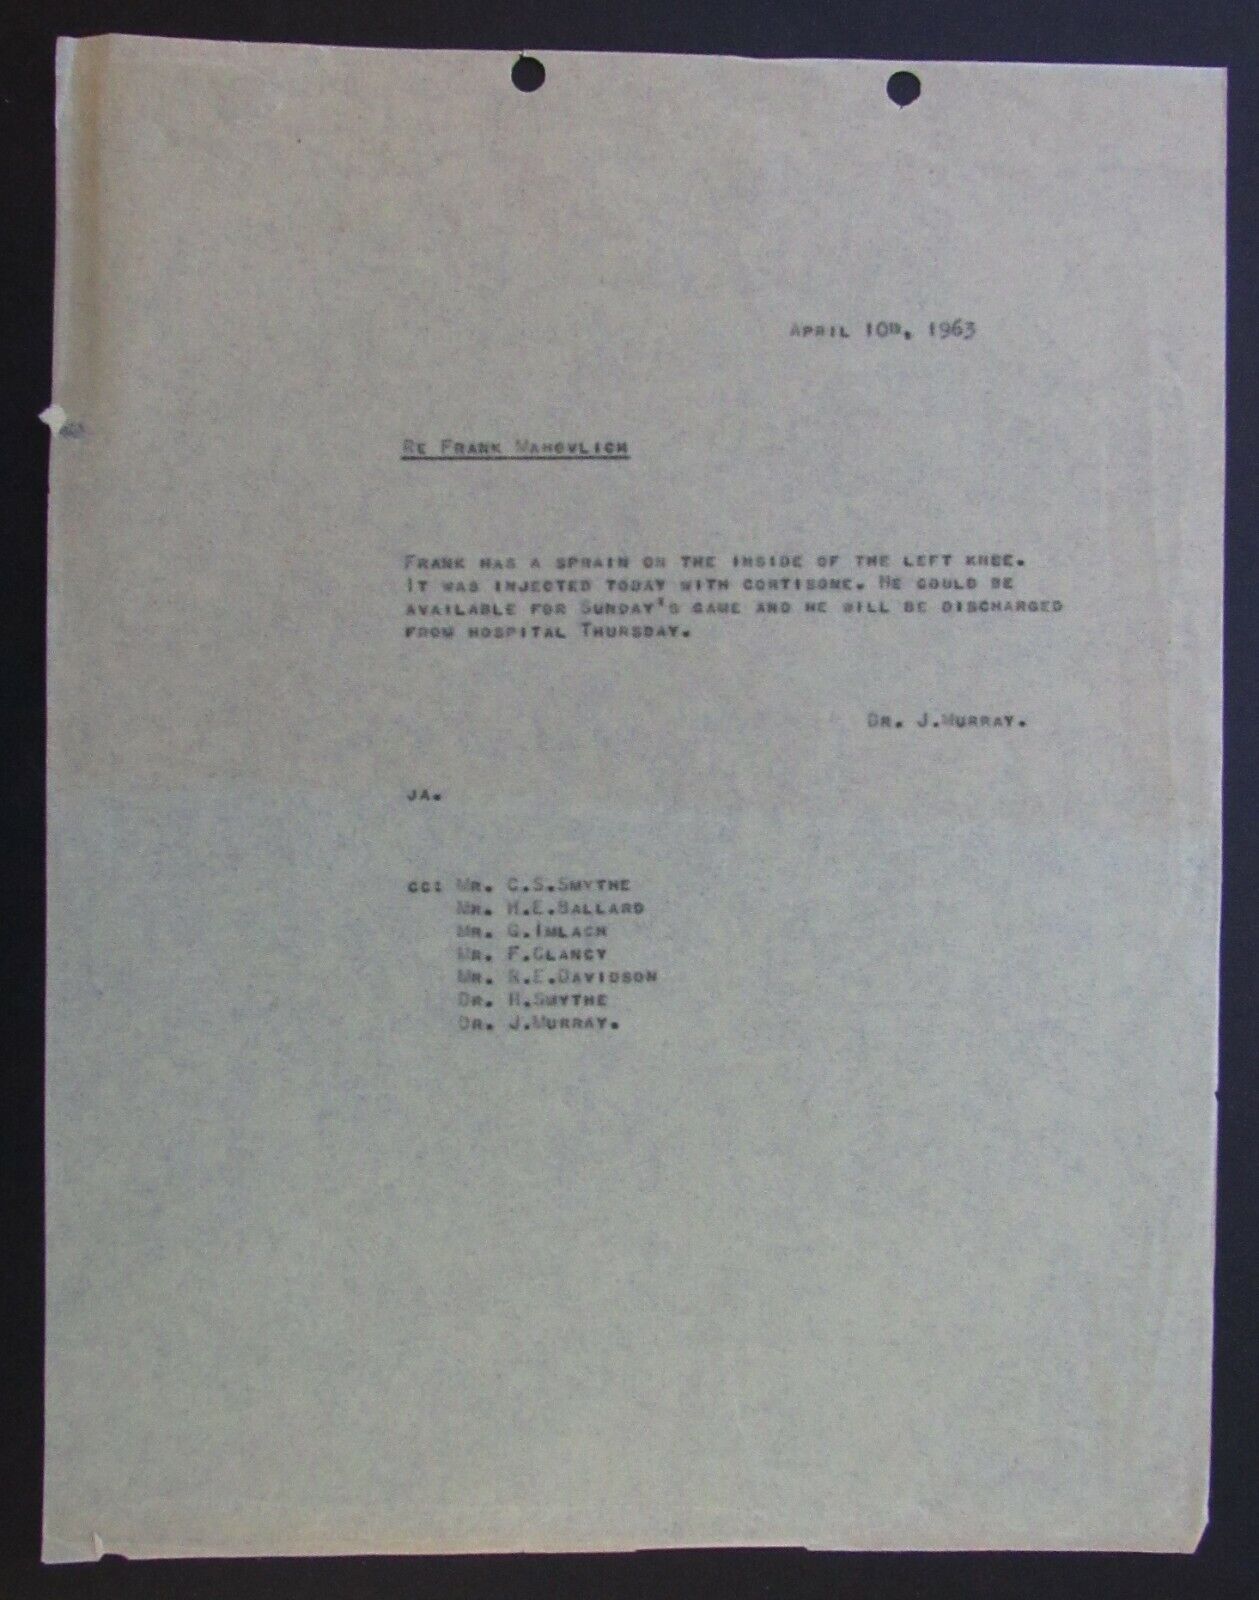 April 10th, 1963
Re Frank Mahovlich
Frank has a sprain on the inside of the left knee.
It was injected today with cortisone. He could be
available for Sunday's game and he will be discharged
from hospital Thursday.
Dr. J.Murray.
JA.
cc: Mr. C.S.Smythe
Mr. H.E.Ballard
Mr. G.Imlach
Mr. F.Clancy
Mr. R.E.Davidson
Dr. H.Smythe
Dr. J.Murray.